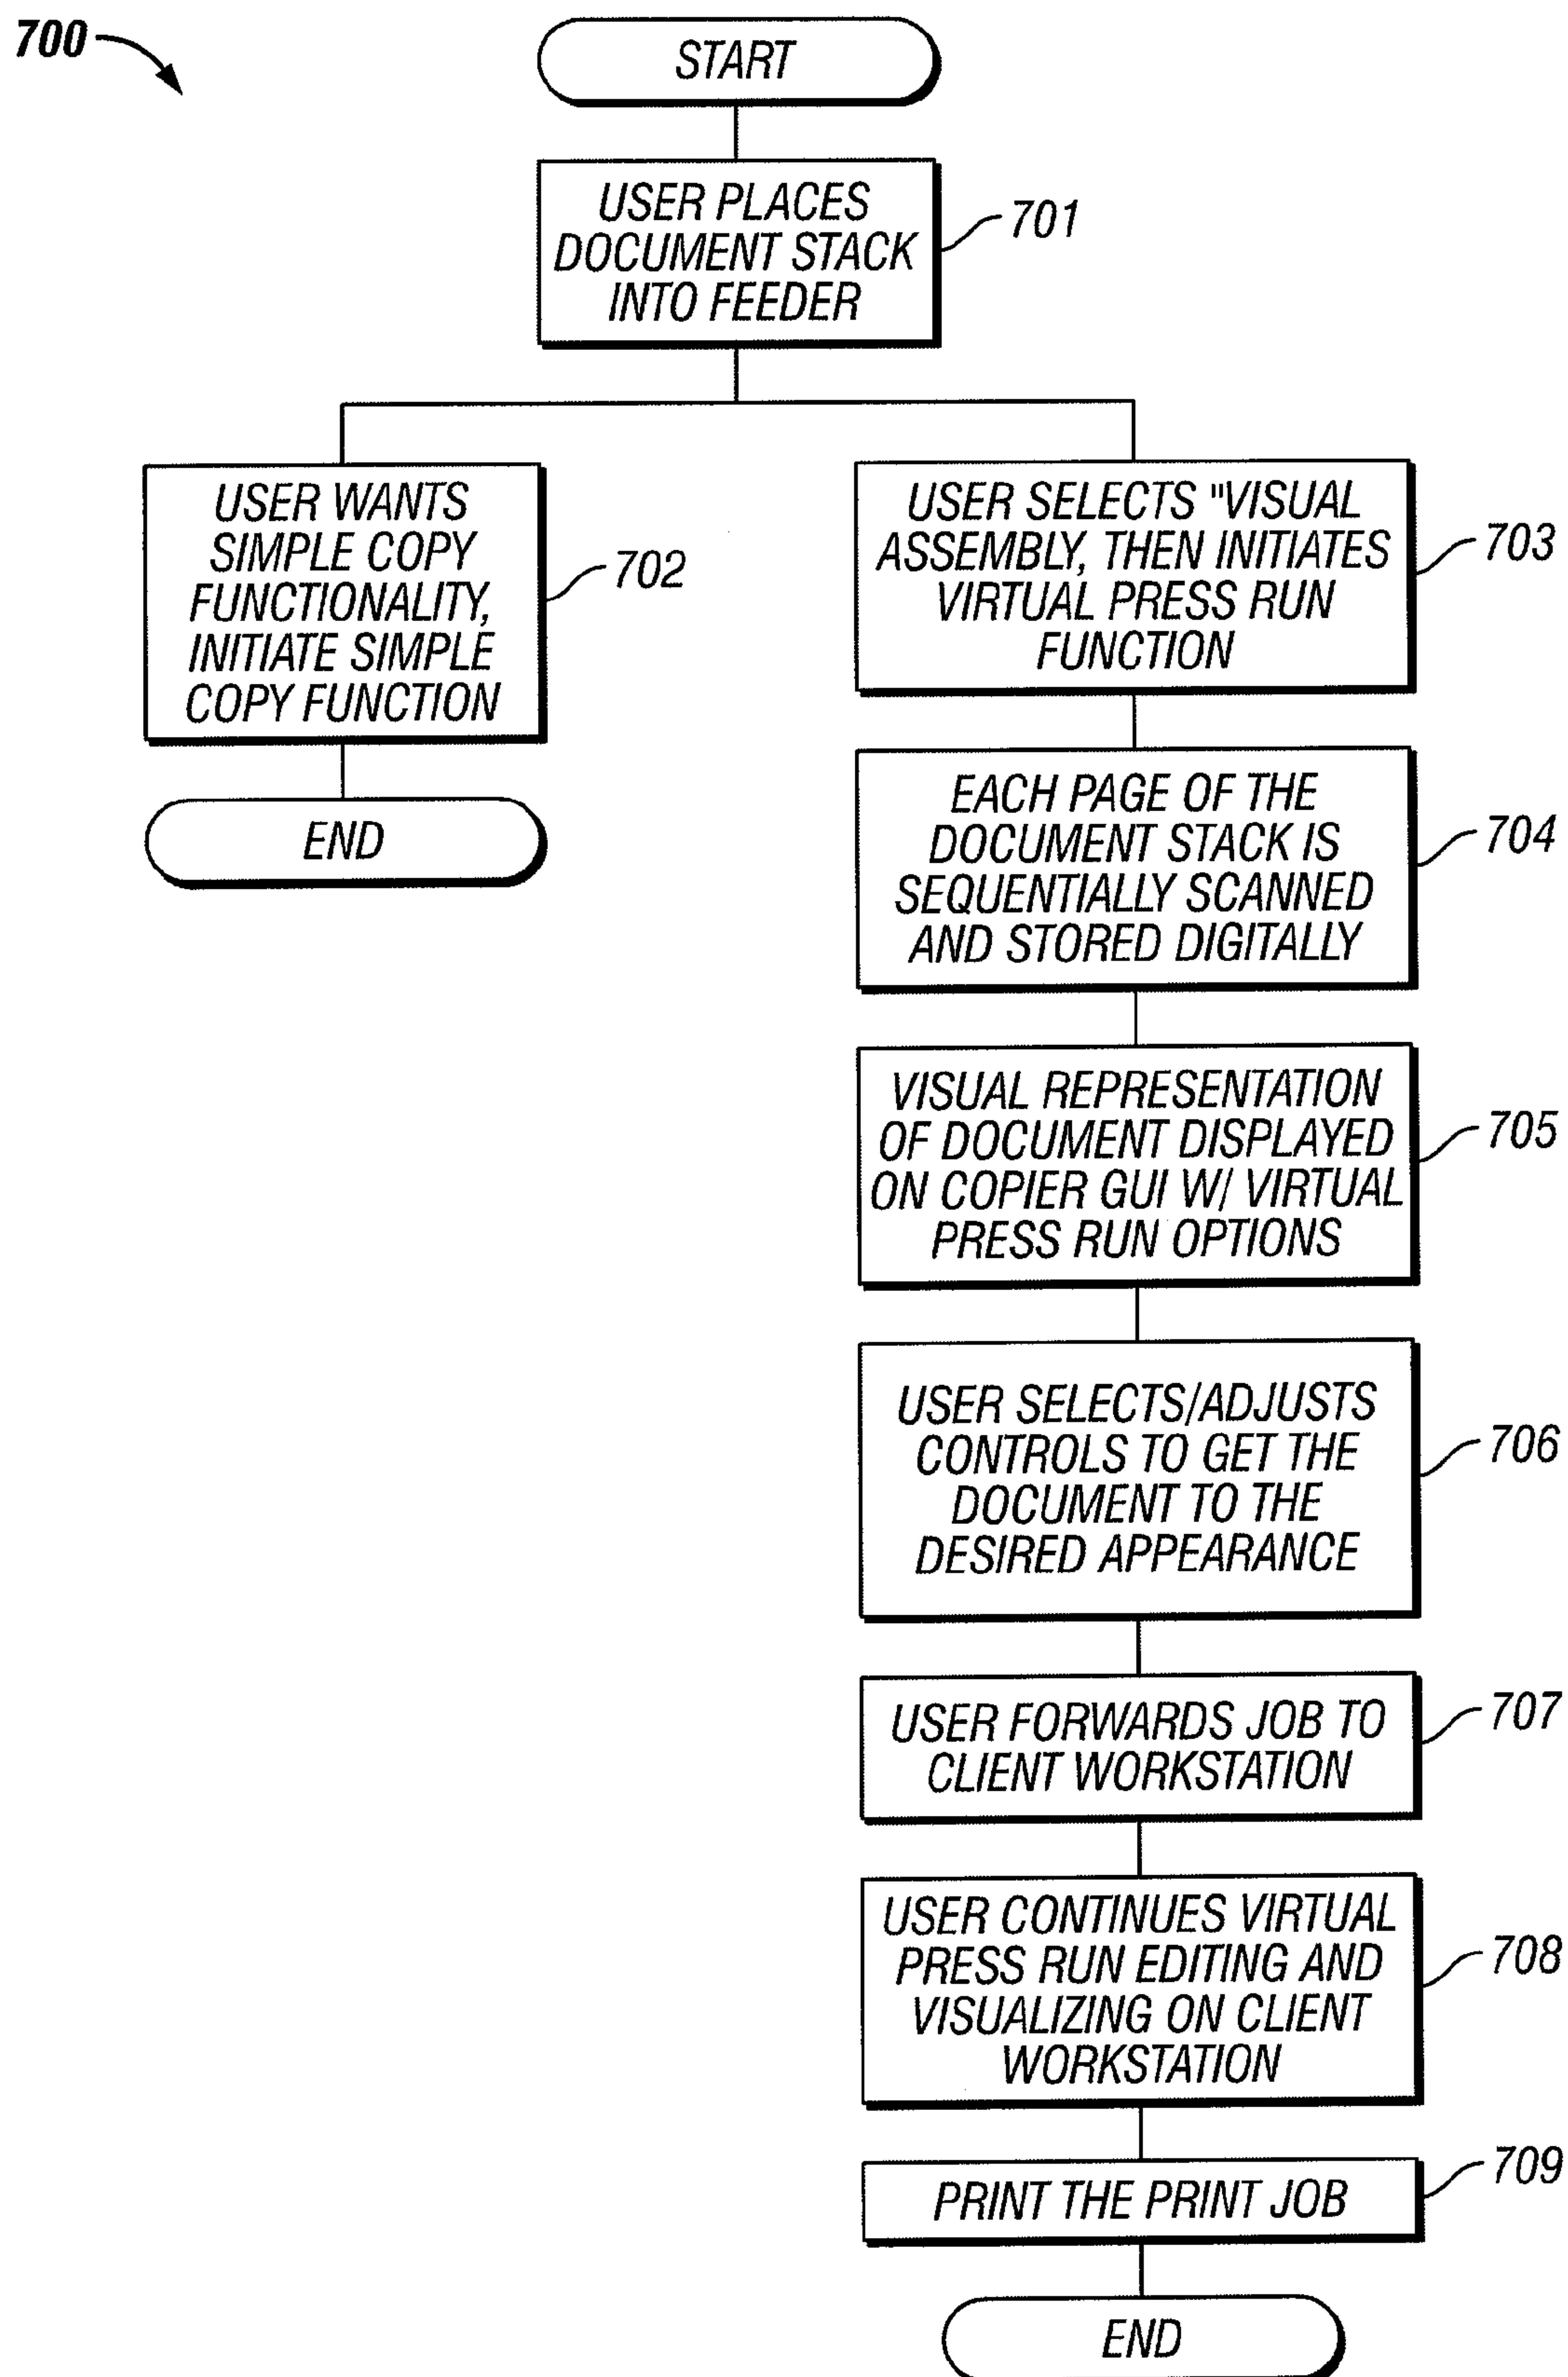 700
START
USER PLACES
DOCUMENT STACK
INTO FEEDER
701
USER WANTS
SIMPLE COPY
FUNCTIONALITY,
INITIATE SIMPLE
COPY FUNCTION
702
END
USER SELECTS "VISUAL
ASSEMBLY, THEN INITIATES
VIRTUAL PRESS RUN
FUNCTION
703
EACH PAGE OF THE
DOCUMENT STACK IS
SEQUENTIALLY SCANNED
AND STORED DIGITALLY
704
VISUAL REPRESENTATION
OF DOCUMENT DISPLAYED
ON COPIER GUI W/ VIRTUAL
PRESS RUN OPTIONS
705
USER SELECTS/ADJUSTS
CONTROLS TO GET THE
DOCUMENT TO THE
DESIRED APPEARANCE
706
USER FORWARDS JOB TO
CLIENT WORKSTATION
707
USER CONTINUES VIRTUAL
PRESS RUN EDITING AND
VISUALIZING ON CLIENT
WORKSTATION
708
PRINT THE PRINT JOB
709
END